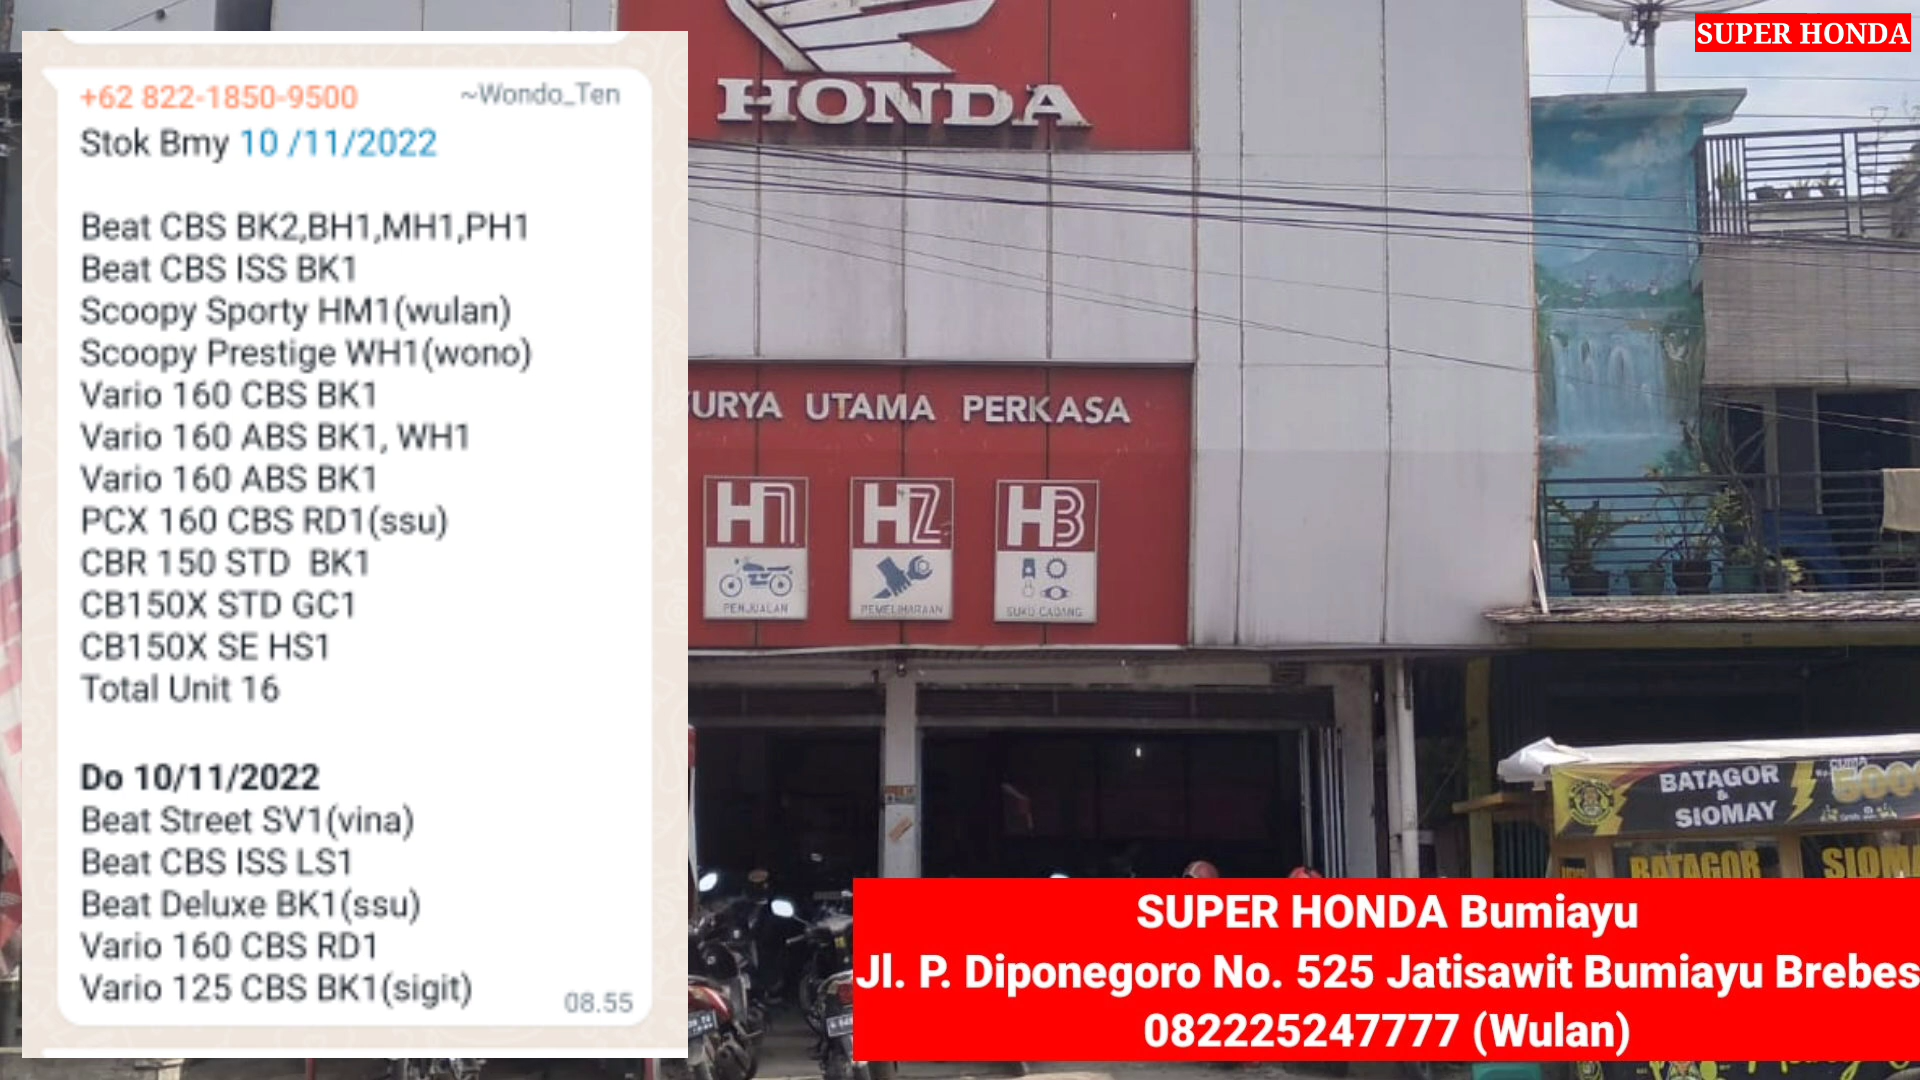 +62 822-1850-9500 ~Wondo_Ten
Stok Bmy 10 /11/2022
Beat CBS BK2,BH1,MH1,PH1
Beat CBS ISS BK1
Scoopy Sporty HM1(wulan)
Scoopy Prestige WH1(wono)
Vario 160 CBS BK1
Vario 160 ABS BK1, WH1
Vario 160 ABS BK1
PCX 160 CBS RD1(ssu)
CBR 150 STD  BK1
CB150X STD GC1
CB150X SE HS1
Total Unit 16
Do 10/11/2022
Beat Street SV1(vina)
Beat CBS ISS LS1
Beat Deluxe BK1(ssu)
Vario 160 CBS RD1
Vario 125 CBS BK1(sigit)
08.55
SUPER HONDA
HONDA
URYA UTAMA PERKASA
H1 H2 H3
PENJUALAN PEMELIHARAAN SUKU CADANG
BATAGOR
&
SIOMAY
CUMA
5000
BATAGOR SIOMA
SUPER HONDA Bumiayu
Jl. P. Diponegoro No. 525 Jatisawit Bumiayu Brebes
082225247777 (Wulan)